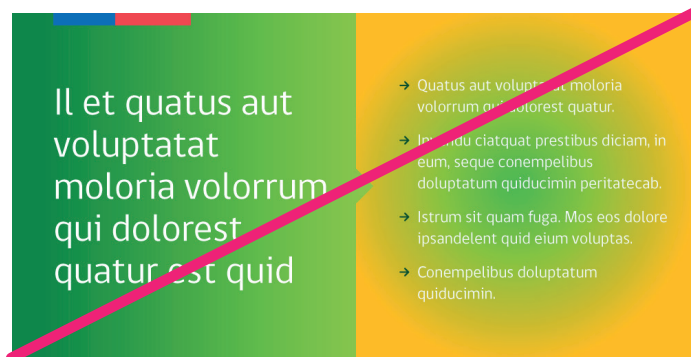 Il et quatus aut
voluptatat
moloria volorrum
qui dolorest
quatur est quid
→ Quatus aut voluptatat moloria
volorrum qui dolorest quatur.
→ ciatquat prestibus diciam, in
eum, seque conempelibus
doluptatum quiducimin peritatecab.
→ Istrum sit quam fuga. Mos eos dolore
ipsandelent quid eium voluptas.
→ Conempelibus doluptatum
quiducimin.